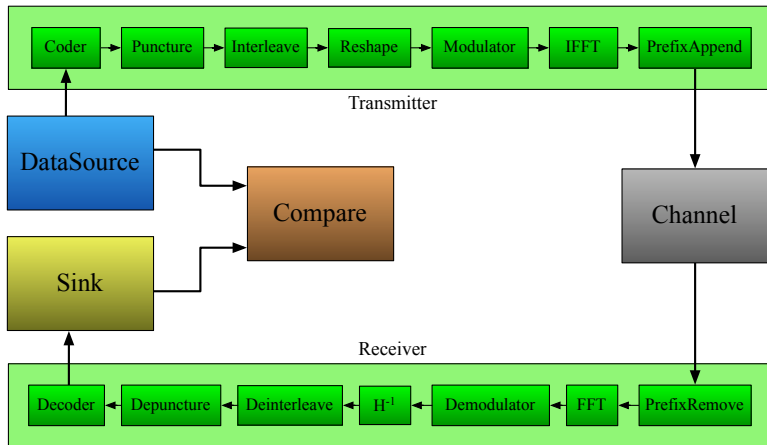 Coder
Puncture
Interleave
Reshape
Modulator
IFFT
PrefixAppend
Transmitter
DataSource
Compare
Channel
Sink
Receiver
Decoder
Depuncture
Deinterleave
H⁻¹
Demodulator
FFT
PrefixRemove